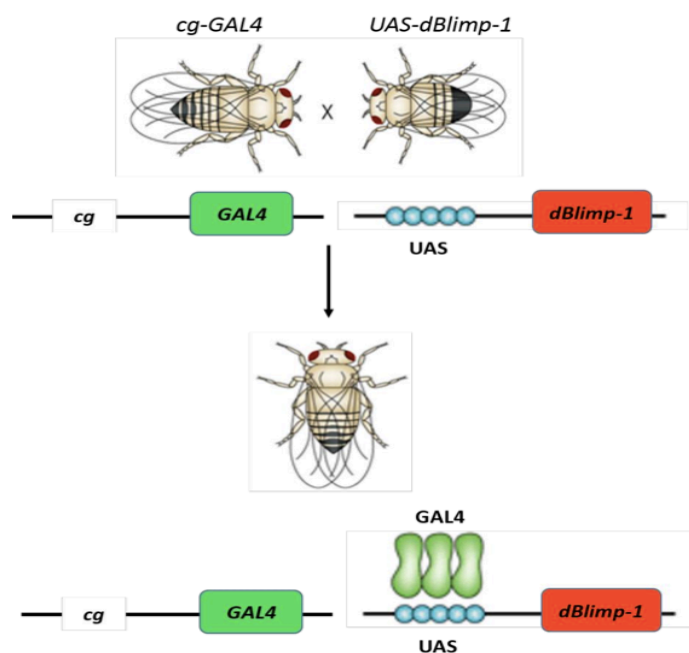 cg-GAL4 UAS-dBlimp-1
X
cg GAL4 dBlimp-1
UAS
GAL4
cg GAL4 dBlimp-1
UAS